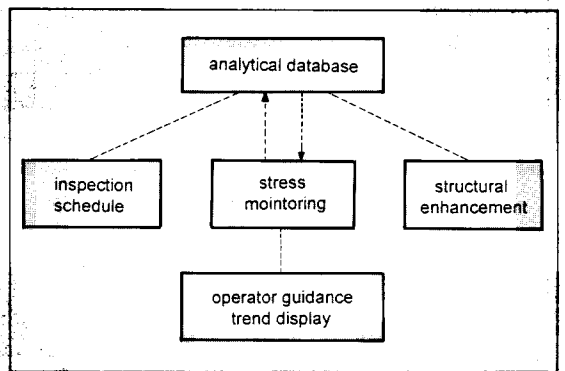 analytical database
inspection
schedule
stress
mointoring
structural
enhancement
operator guidance
trend display